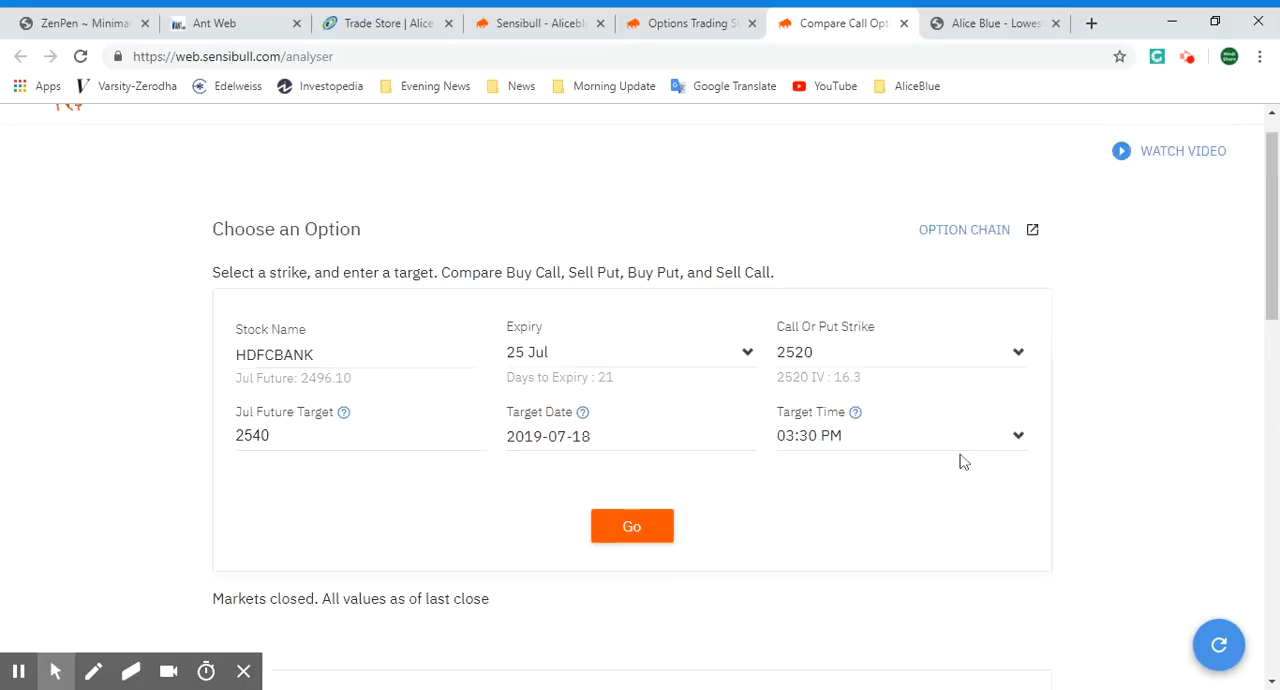 ZenPen ~ Minima
Ant Web
Trade Store | Alice
Sensibull - Aliceb
Options Trading S
Compare Call Opt
Alice Blue - Lowes
https://web.sensibull.com/analyser
Apps
Varsity-Zerodha
Edelweiss
Investopedia
Evening News
News
Morning Update
Google Translate
YouTube
AliceBlue
WATCH VIDEO
Choose an Option
OPTION CHAIN
Select a strike, and enter a target. Compare Buy Call, Sell Put, Buy Put, and Sell Call.
Stock Name
Expiry
Call Or Put Strike
HDFCBANK
25 Jul
2520
Jul Future: 2496.10
Days to Expiry : 21
2520 IV : 16.3
Jul Future Target
Target Date
Target Time
2540
2019-07-18
03:30 PM
Go
Markets closed. All values as of last close